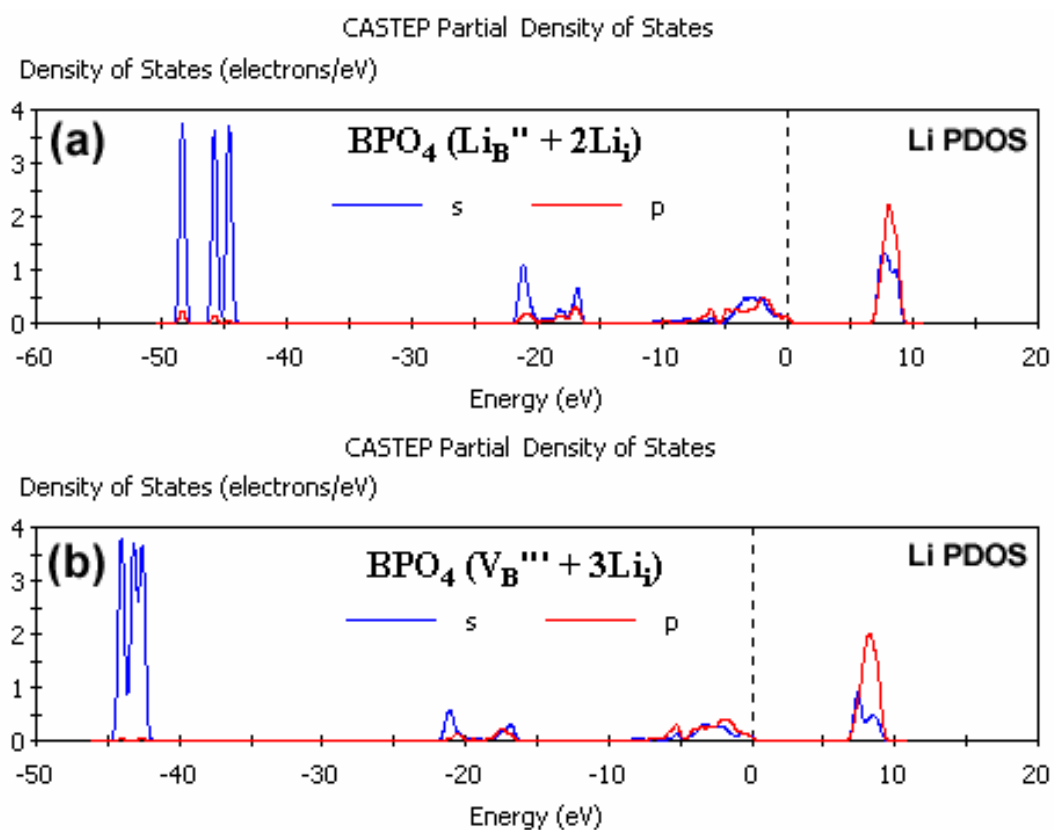 CASTEP Partial Density of States
Density of States (electrons/eV)
4
(a)
BPO4 (LiB'' + 2Lii)
Li PDOS
3
s
p
2
1
0
-60 -50 -40 -30 -20 -10 0 10 20
Energy (eV)
CASTEP Partial Density of States
Density of States (electrons/eV)
4
(b)
BPO4 (VB''' + 3Lii)
Li PDOS
3
s
p
2
1
0
-50 -40 -30 -20 -10 0 10 20
Energy (eV)